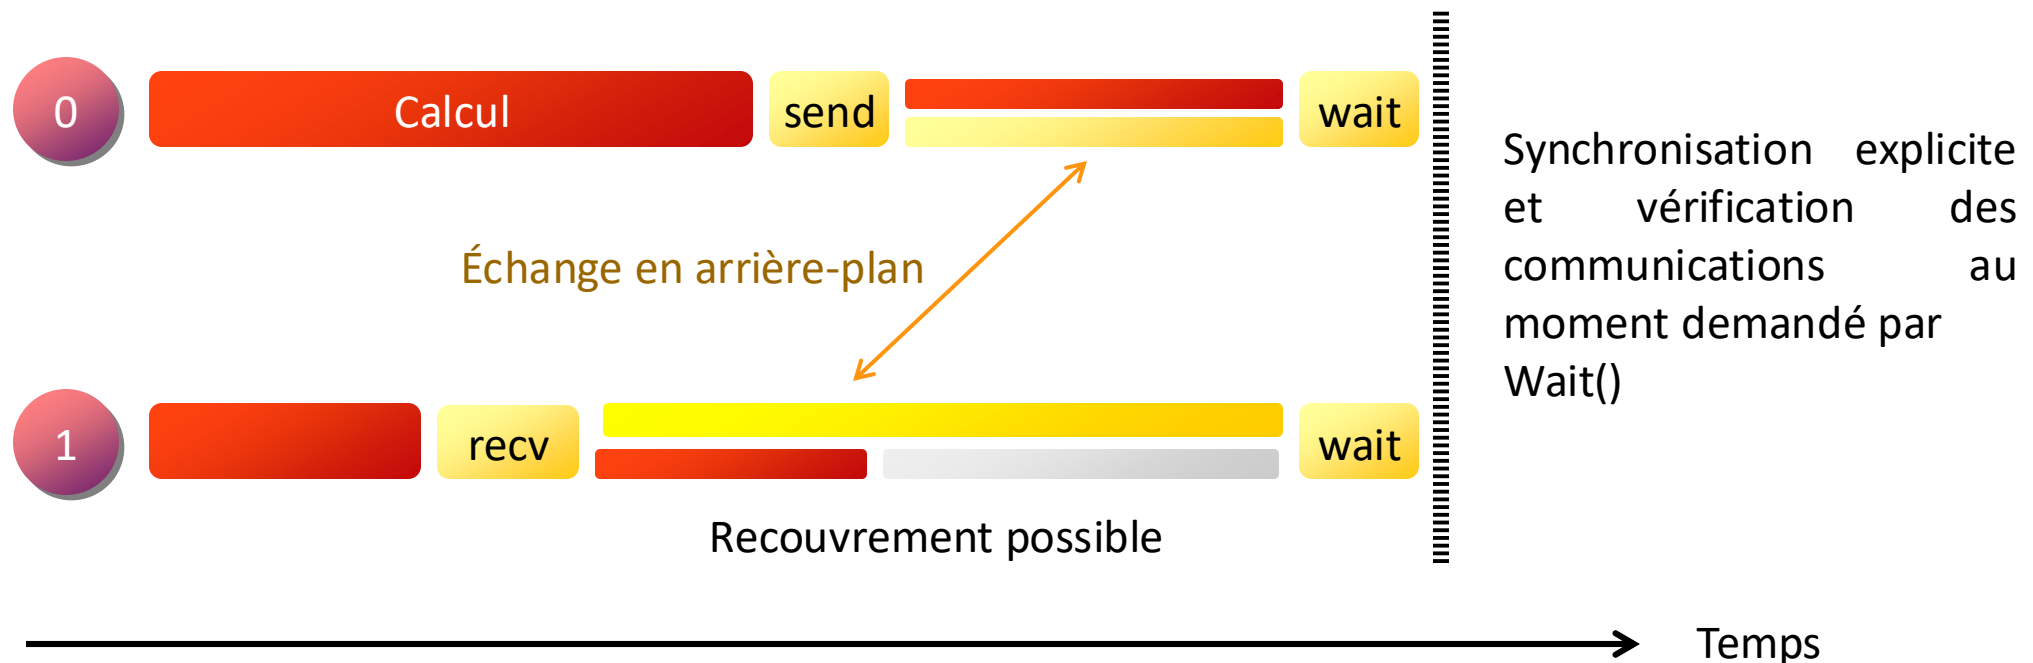 0
Calcul
send
wait
Synchronisation explicite
et vérification des
communications au
moment demandé par
Wait()
Échange en arrière-plan
1
recv
wait
Recouvrement possible
Temps